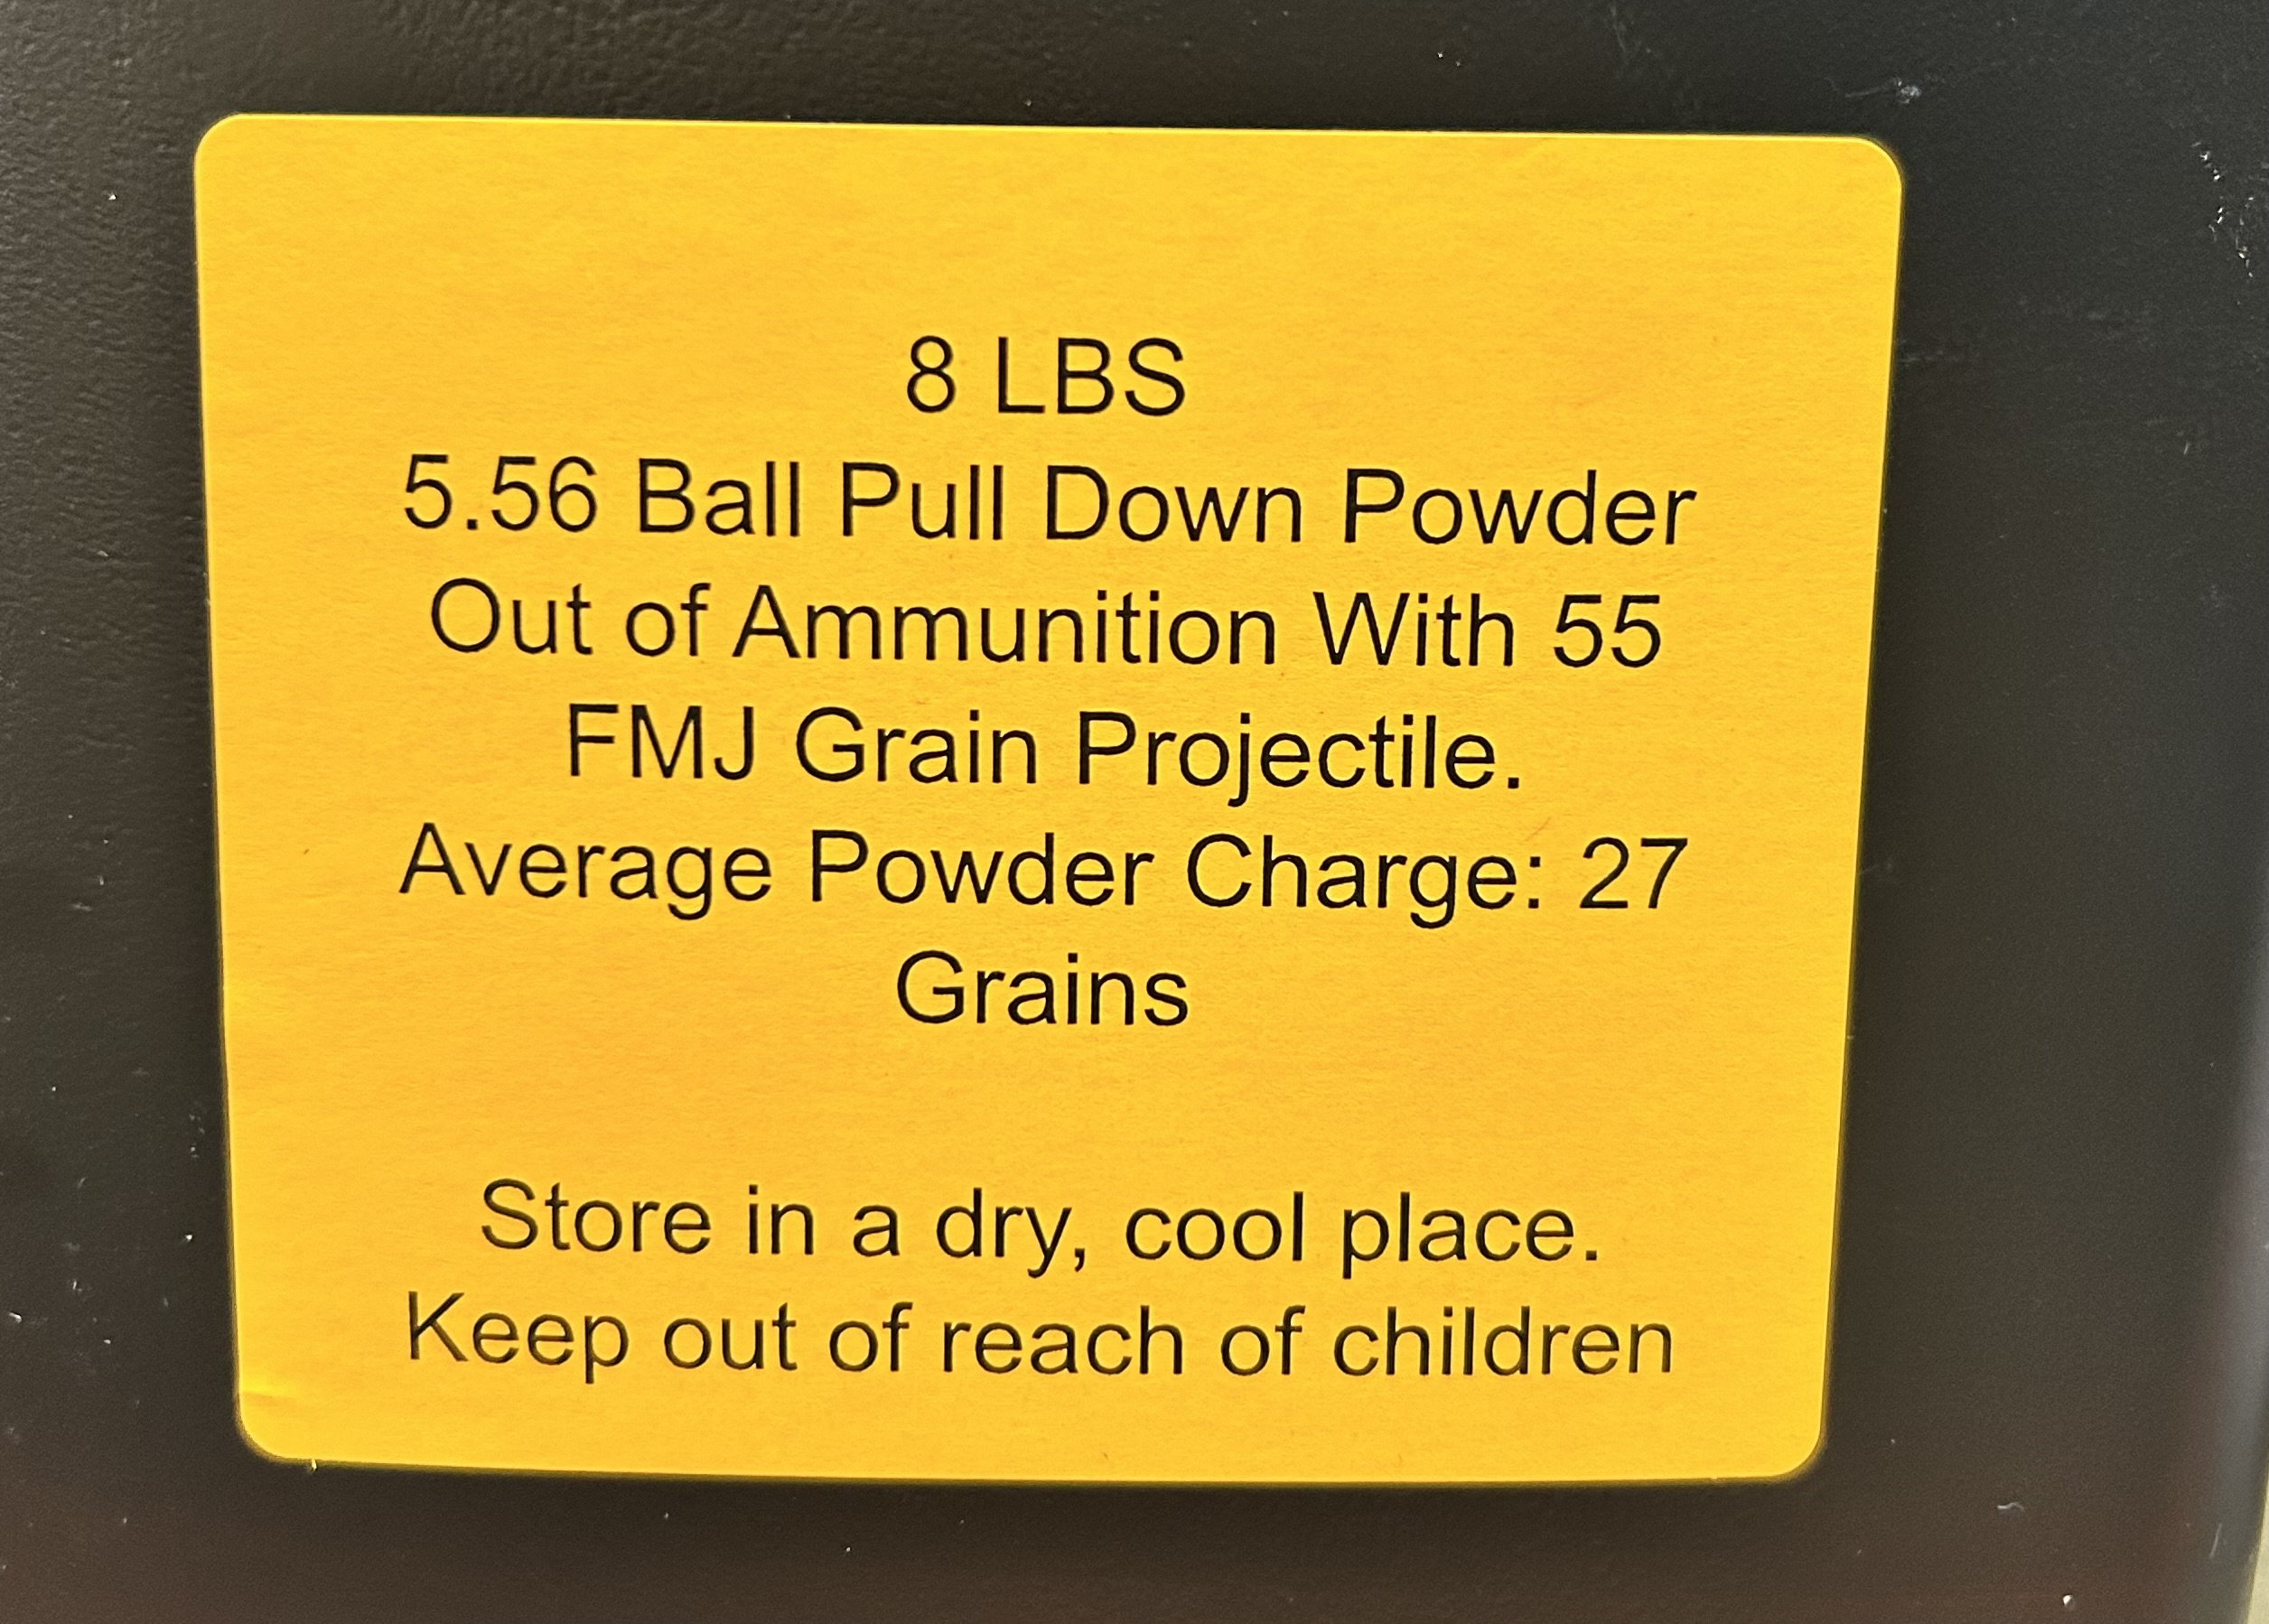 8 LBS
5.56 Ball Pull Down Powder
Out of Ammunition With 55
FMJ Grain Projectile.
Average Powder Charge: 27
Grains
Store in a dry, cool place.
Keep out of reach of children